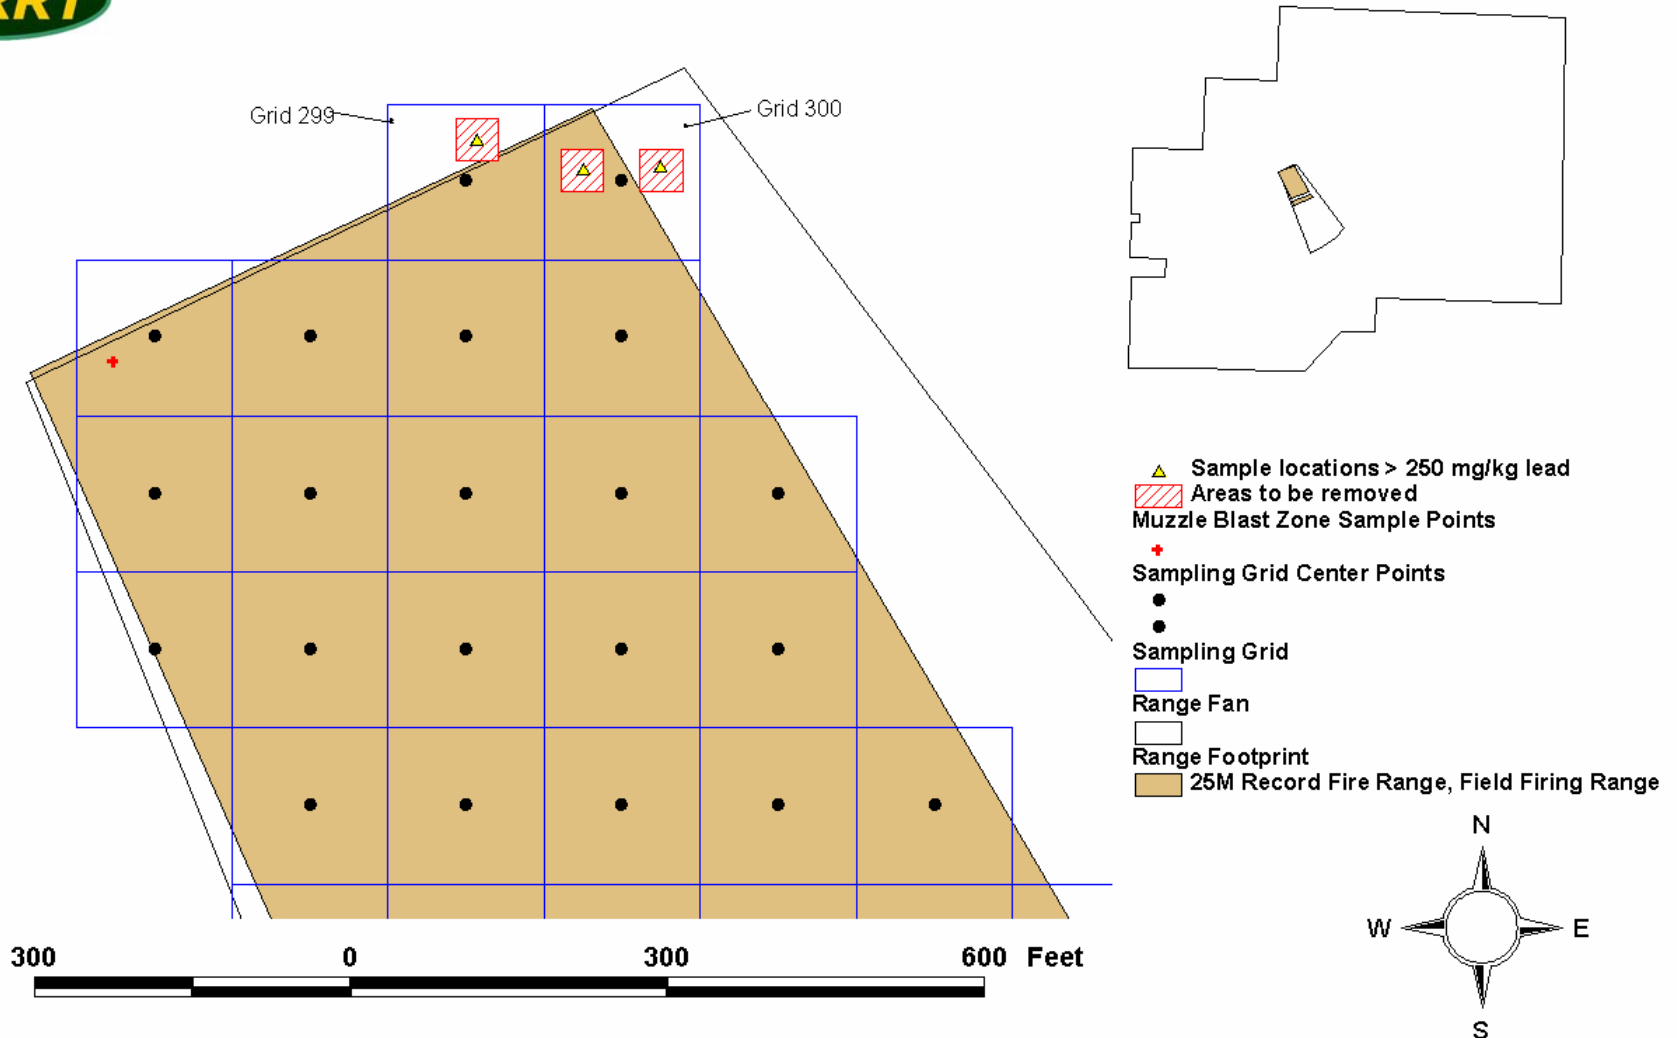 Grid 299
Grid 300
Sample locations > 250 mg/kg lead
Areas to be removed
Muzzle Blast Zone Sample Points
Sampling Grid Center Points
Sampling Grid
Range Fan
Range Footprint
25M Record Fire Range, Field Firing Range
N
W E
S
300 0 300 600 Feet